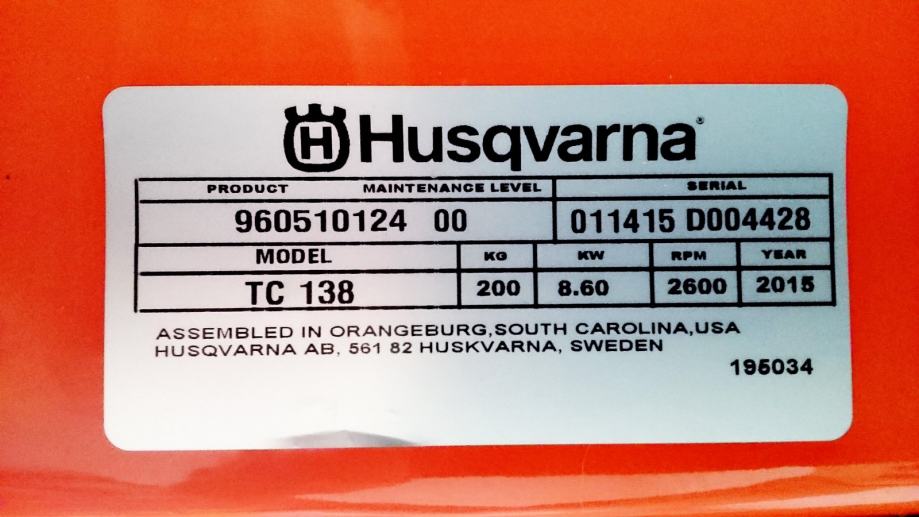 H Husqvarna®
PRODUCT MAINTENANCE LEVEL SERIAL
960510124 00 011415 D004428
MODEL KG KW RPM YEAR
TC 138 200 8.60 2600 2015
ASSEMBLED IN ORANGEBURG,SOUTH CAROLINA,USA
HUSQVARNA AB, 561 82 HUSKVARNA, SWEDEN
195034